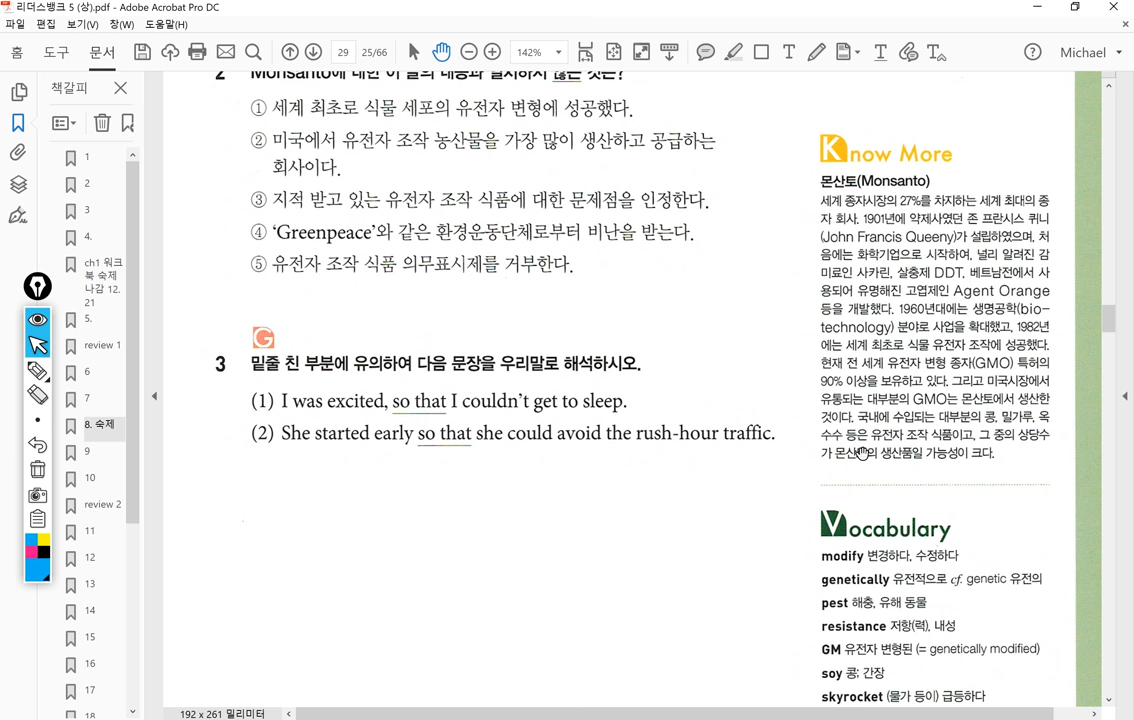 리더스뱅크 5 (상).pdf - Adobe Acrobat Pro DC
파일 편집 보기(V) 창(W) 도움말(H)
홈 도구 문서 29 25/66 142% Michael
책갈피
1
2
3
4.
ch1 워크
북 숙제
나감 12.
21
5.
review 1
6
7
8. 숙제
9
10
review 2
11
12
13
14
15
16
17
18
2 Monsanto에 대한 이 글의 내용과 일치하지 않는 것은?
① 세계 최초로 식물 세포의 유전자 변형에 성공했다.
② 미국에서 유전자 조작 농산물을 가장 많이 생산하고 공급하는
회사이다.
③ 지적 받고 있는 유전자 조작 식품에 대한 문제점을 인정한다.
④ ‘Greenpeace’와 같은 환경운동단체로부터 비난을 받는다.
⑤ 유전자 조작 식품 의무표시제를 거부한다.
G
3 밑줄 친 부분에 유의하여 다음 문장을 우리말로 해석하시오.
(1) I was excited, so that I couldn’t get to sleep.
(2) She started early so that she could avoid the rush-hour traffic.
Know More
몬산토(Monsanto)
세계 종자시장의 27%를 차지하는 세계 최대의 종
자 회사. 1901년에 약제사였던 존 프란시스 퀴니
(John Francis Queeny)가 설립하였으며, 처
음에는 화학기업으로 시작하여, 널리 알려진 감
미료인 사카린, 살충제 DDT, 베트남전에서 사
용되어 유명해진 고엽제인 Agent Orange
등을 개발했다. 1960년대에는 생명공학(bio-
technology) 분야로 사업을 확대했고, 1982년
에는 세계 최초로 식물 유전자 조작에 성공했다.
현재 전 세계 유전자 변형 종자(GMO) 특허의
90% 이상을 보유하고 있다. 그리고 미국시장에서
유통되는 대부분의 GMO는 몬산토에서 생산한
것이다. 국내에 수입되는 대부분의 콩, 밀가루, 옥
수수 등은 유전자 조작 식품이고, 그 중의 상당수
가 몬산토의 생산품일 가능성이 크다.
Vocabulary
modify 변경하다, 수정하다
genetically 유전적으로 cf. genetic 유전의
pest 해충, 유해 동물
resistance 저항(력), 내성
GM 유전자 변형된 (= genetically modified)
soy 콩; 간장
skyrocket (물가 등이) 급등하다
192 x 261 밀리미터